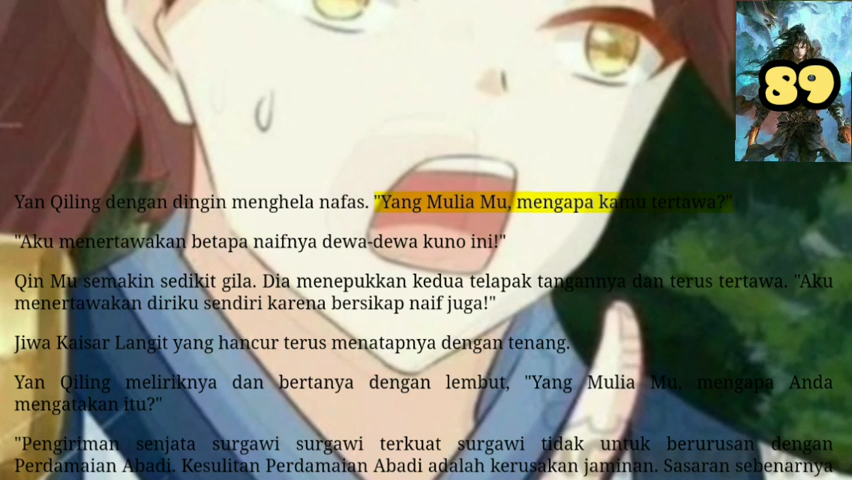 89
Yan Qiling dengan dingin menghela nafas. "Yang Mulia Mu, mengapa kamu tertawa?"
"Aku menertawakan betapa naifnya dewa-dewa kuno ini!"
Qin Mu semakin sedikit gila. Dia menepukkan kedua telapak tangannya dan terus tertawa. "Aku
menertawakan diriku sendiri karena bersikap naif juga!"
Jiwa Kaisar Langit yang hancur terus menatapnya dengan tenang.
Yan Qiling meliriknya dan bertanya dengan lembut, "Yang Mulia Mu, mengapa Anda
mengatakan itu?"
"Pengiriman senjata surgawi surgawi terkuat surgawi tidak untuk berurusan dengan
Perdamaian Abadi. Kesulitan Perdamaian Abadi adalah kerusakan jaminan. Sasaran sebenarnya